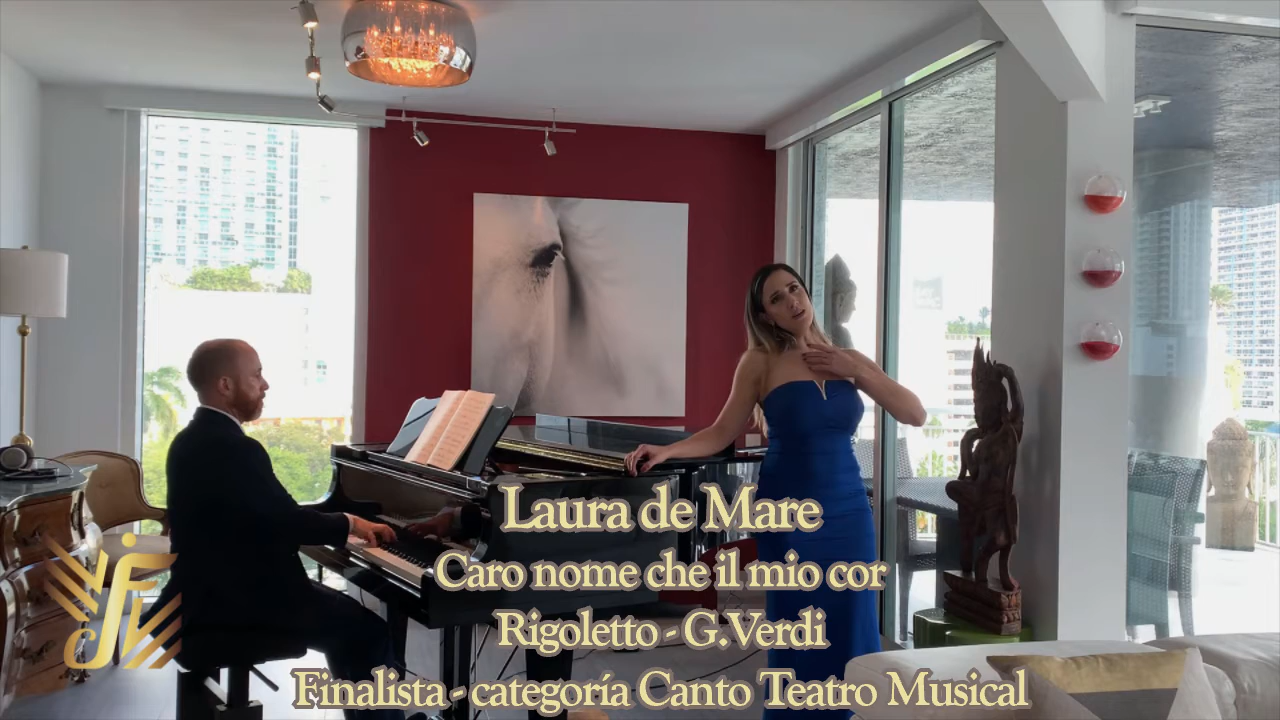 Laura de Mare
Caro nome che il mio cor
Rigoletto - G.Verdi
Finalista - categoría Canto Teatro Musical